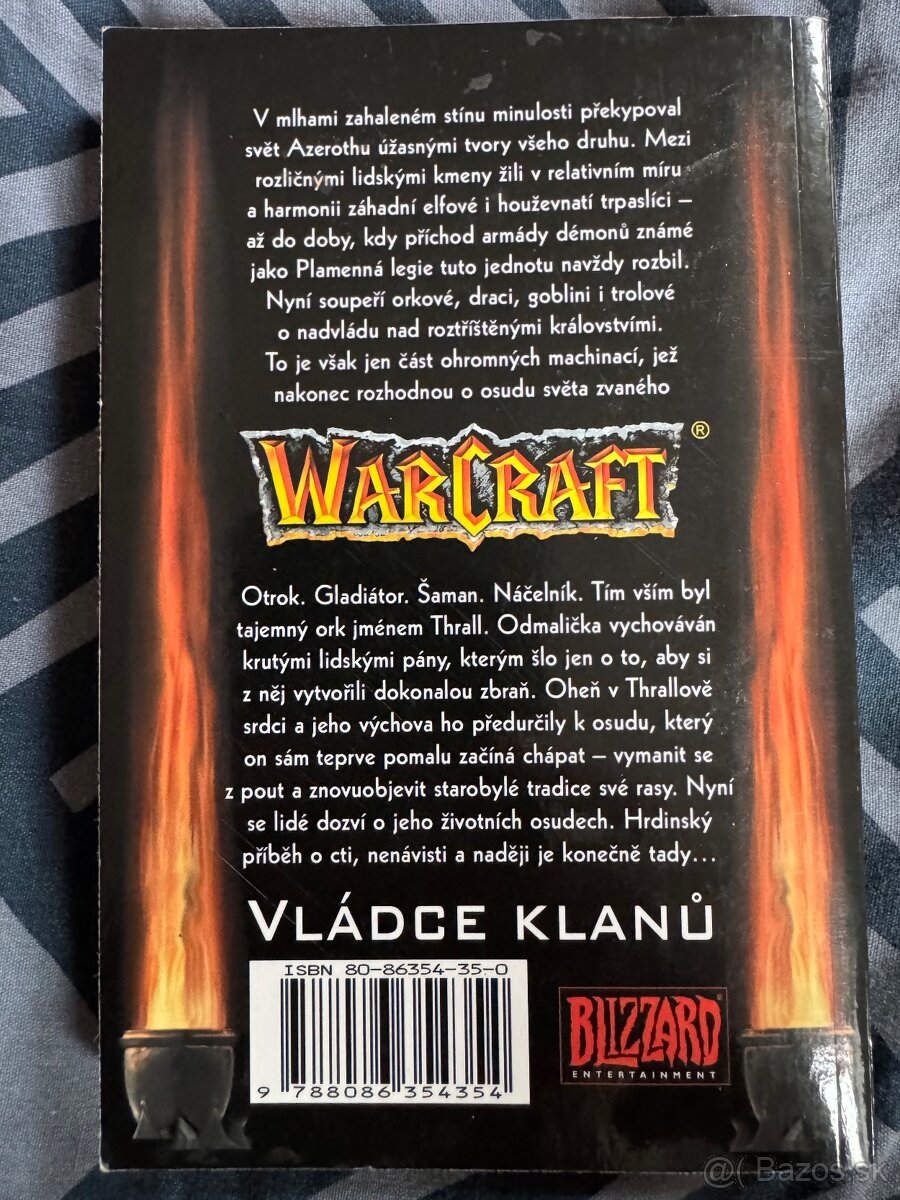 V mlhami zahaleném stínu minulosti překypoval
svět Azerothu úžasnými tvory všeho druhu. Mezi
rozličnými lidskými kmeny žili v relativním míru
a harmonii záhadní elfové i houževnatí trpaslíci –
až do doby, kdy příchod armády démonů známé
jako Plamenná legie tuto jednotu navždy rozbil.
Nyní soupeří orkové, draci, goblini i trolové
o nadvládu nad roztříštěnými královstvími.
To je však jen část ohromných machinací, jež
nakonec rozhodnou o osudu světa zvaného
WARCRAFT®
Otrok. Gladiátor. Šaman. Náčelník. Tím vším byl
tajemný ork jménem Thrall. Odmalička vychováván
krutými lidskými pány, kterým šlo jen o to, aby si
z něj vytvořili dokonalou zbraň. Oheň v Thrallově
srdci a jeho výchova ho předurčily k osudu, který
on sám teprve pomalu začíná chápat – vymanit se
z pout a znovuobjevit starobylé tradice své rasy. Nyní
se lidé dozví o jeho životních osudech. Hrdinský
příběh o cti, nenávisti a naději je konečně tady...
VLÁDCE KLANŮ
ISBN 80-86354-35-0
9 788086 354354
BLIZZARD®
ENTERTAINMENT
@( Bazos.sk